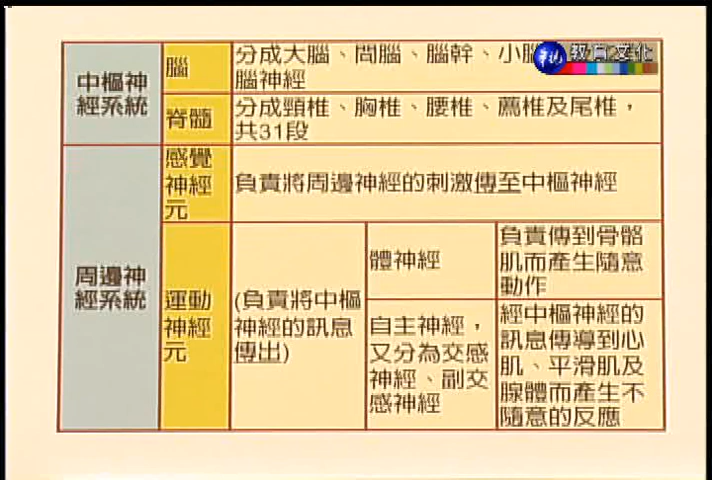 中樞神
經系統
腦
分成大腦、間腦、腦幹、小
腦神經
華視
教育文化
脊髓
分成頸椎、胸椎、腰椎、薦椎及尾椎，
共31段
周邊神
經系統
感覺
神經
元
負責將周邊神經的刺激傳至中樞神經
運動
神經
元
(負責將中樞
神經的訊息
傳出)
體神經
負責傳到骨骼
肌而產生隨意
動作
自主神經，
又分為交感
神經、副交
感神經
經中樞神經的
訊息傳導到心
肌、平滑肌及
腺體而產生不
隨意的反應